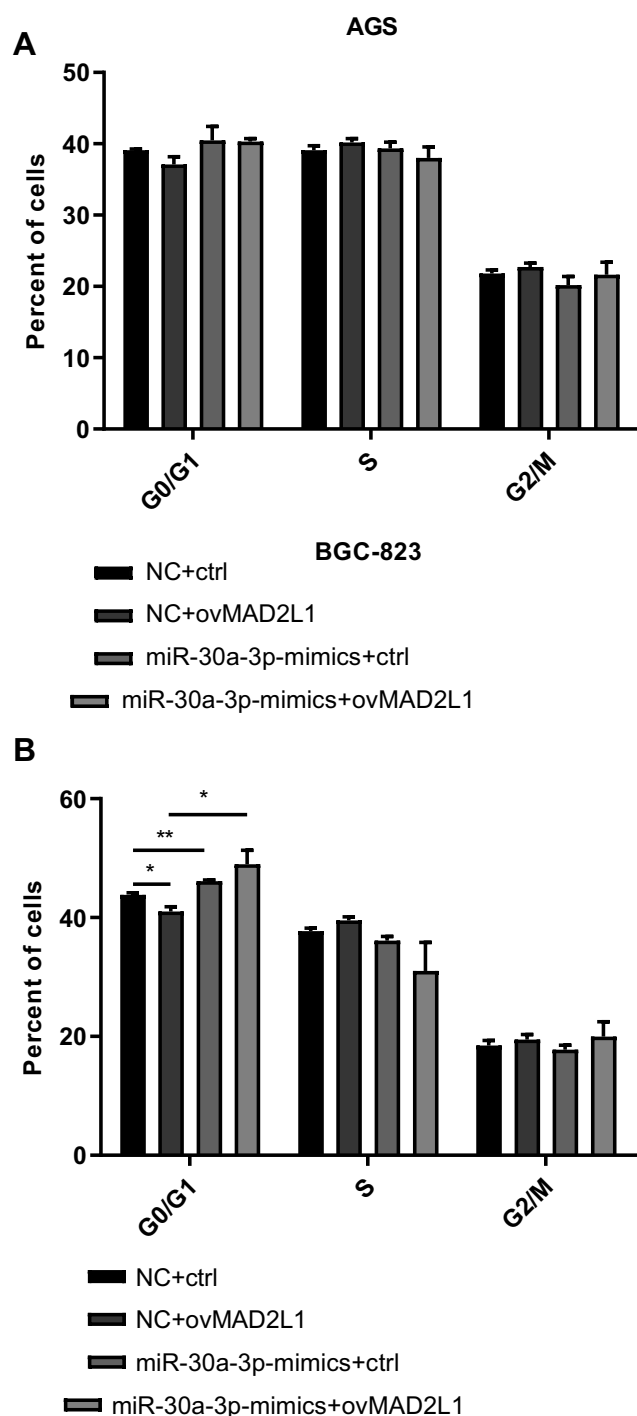 AGS
A
50
40
30
20
10
0
Percent of cells
G0/G1
S
G2/M
BGC-823
NC+ctrl
NC+ovMAD2L1
miR-30a-3p-mimics+ctrl
miR-30a-3p-mimics+ovMAD2L1
B
60
40
20
0
Percent of cells
*
**
*
G0/G1
S
G2/M
NC+ctrl
NC+ovMAD2L1
miR-30a-3p-mimics+ctrl
miR-30a-3p-mimics+ovMAD2L1